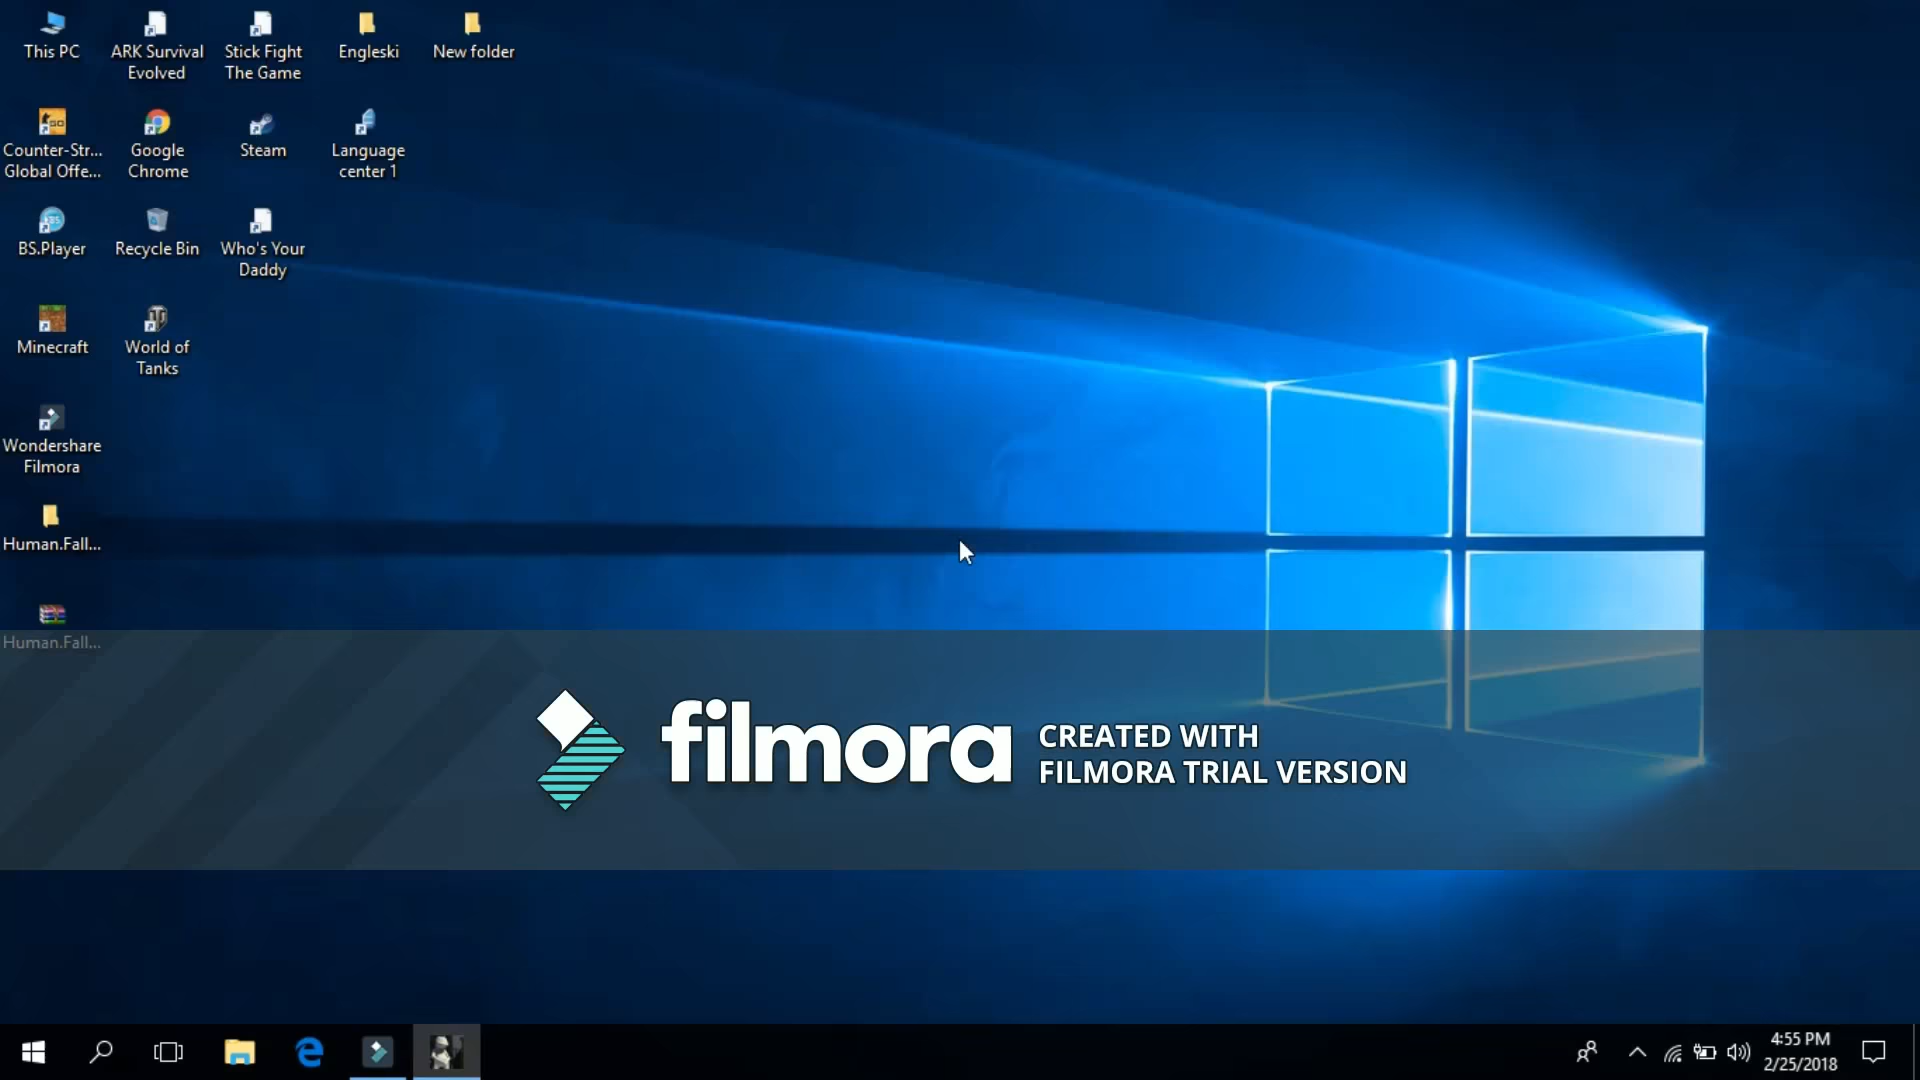 This PC
ARK Survival
Evolved
Stick Fight
The Game
Engleski
New folder
Counter-Str...
Global Offe...
Google
Chrome
Steam
Language
center 1
BS.Player
Recycle Bin
Who's Your
Daddy
Minecraft
World of
Tanks
Wondershare
Filmora
Human.Fall...
Human.Fall...
filmora
CREATED WITH
FILMORA TRIAL VERSION
4:55 PM
2/25/2018